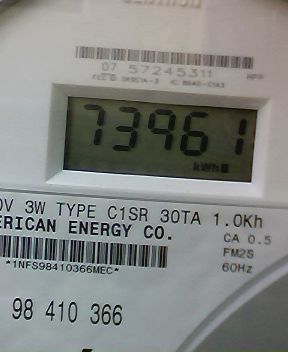 07 57245311
73961
kWh
0V 3W TYPE C1SR 30TA 1.0Kh
ERICAN ENERGY CO.
CA 0.5
FM2S
60Hz
*1NFS98410366MEC*
98 410 366